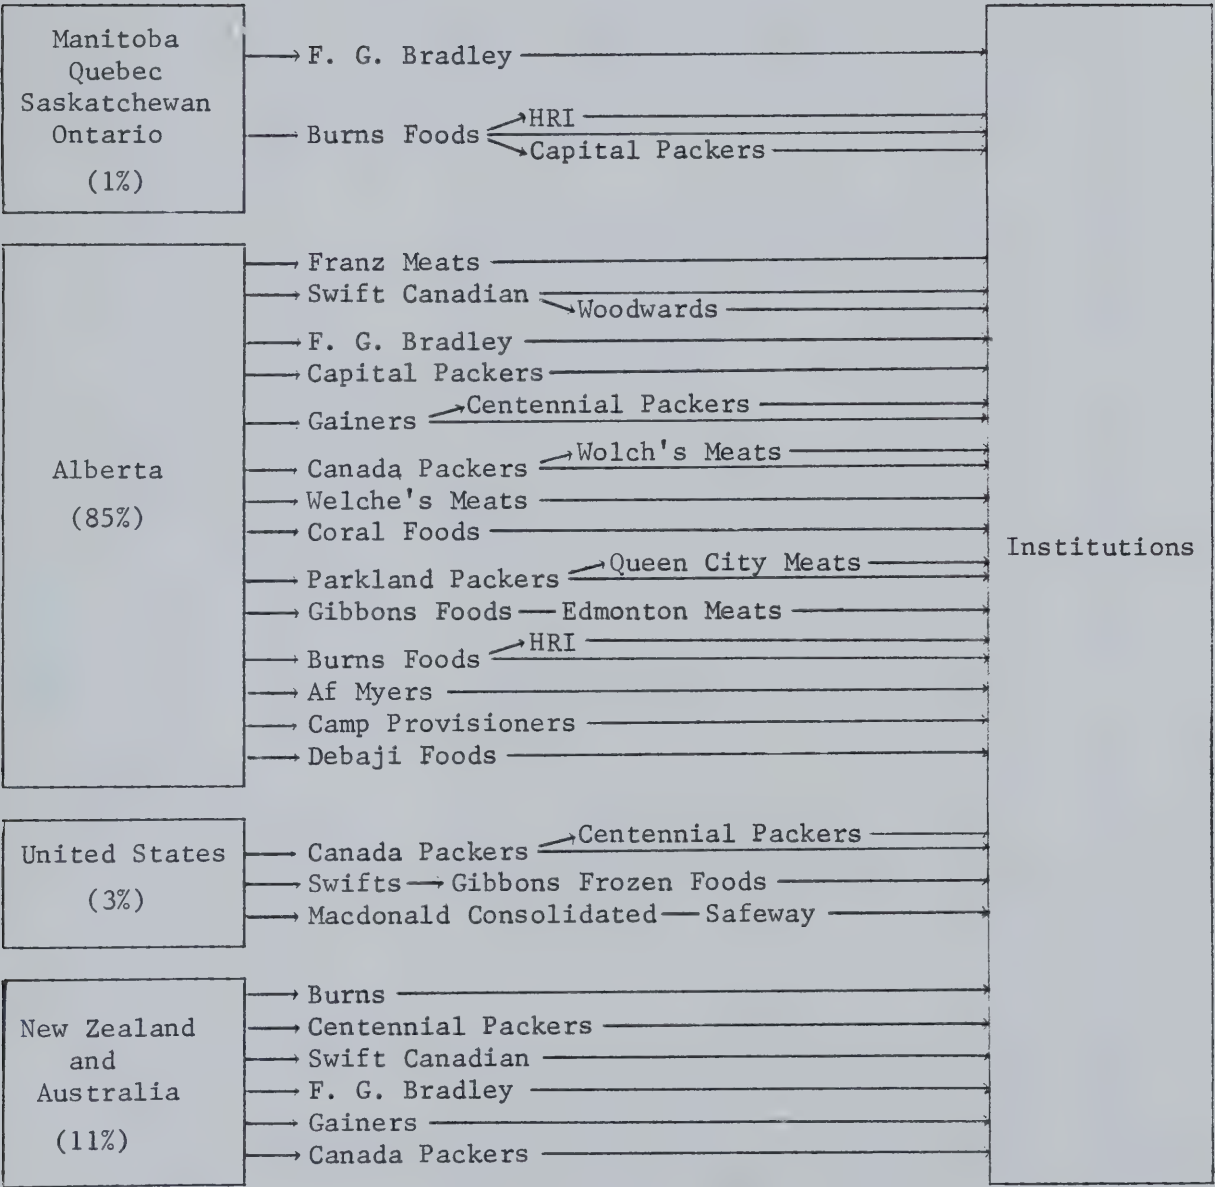 Manitoba
Quebec
Saskatchewan
Ontario
(1%)
F. G. Bradley
Burns Foods
HRI
Capital Packers
Alberta
(85%)
Franz Meats
Swift Canadian
Woodwards
F. G. Bradley
Capital Packers
Gainers
Centennial Packers
Canada Packers
Wolch's Meats
Welche's Meats
Coral Foods
Parkland Packers
Queen City Meats
Gibbons Foods
Edmonton Meats
Burns Foods
HRI
Af Myers
Camp Provisioners
Debaji Foods
United States
(3%)
Canada Packers
Centennial Packers
Swifts
Gibbons Frozen Foods
Macdonald Consolidated
Safeway
New Zealand
and
Australia
(11%)
Burns
Centennial Packers
Swift Canadian
F. G. Bradley
Gainers
Canada Packers
Institutions